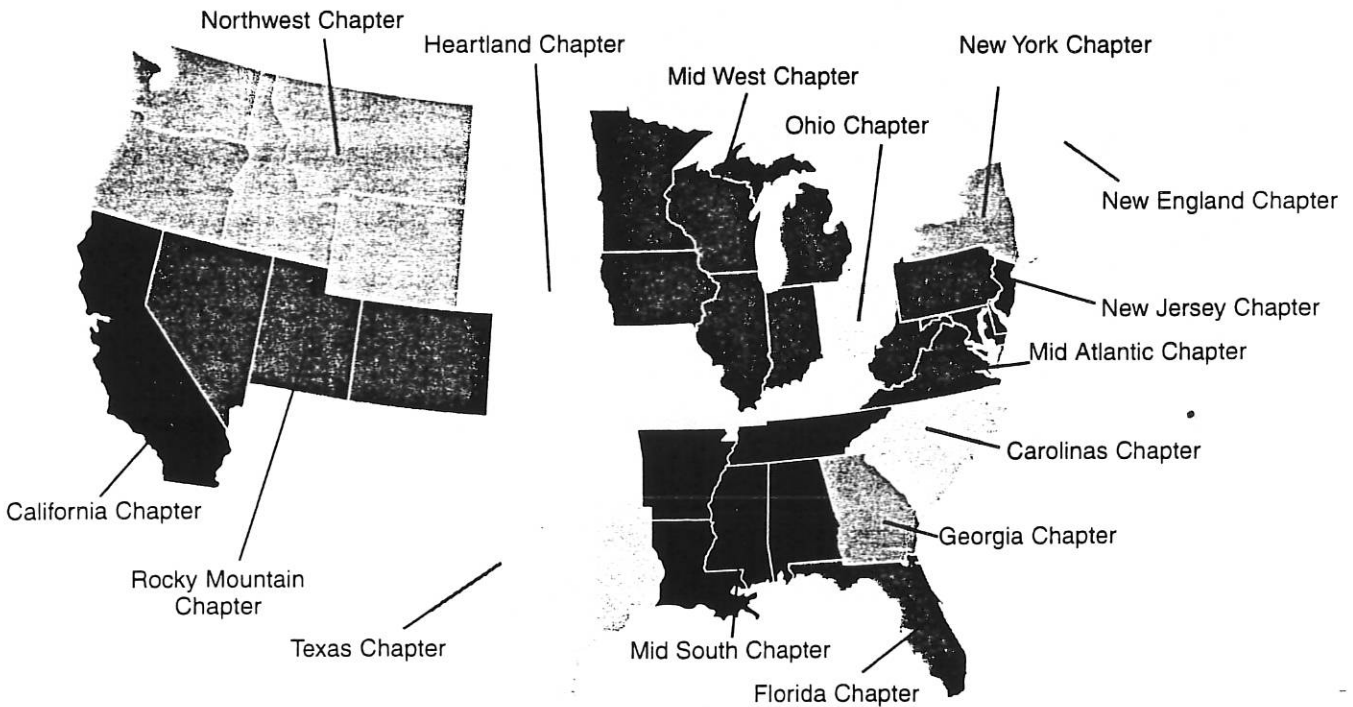 Northwest Chapter
Heartland Chapter
New York Chapter
Mid West Chapter
Ohio Chapter
New England Chapter
New Jersey Chapter
Mid Atlantic Chapter
Carolinas Chapter
California Chapter
Georgia Chapter
Rocky Mountain
Chapter
Texas Chapter
Mid South Chapter
Florida Chapter